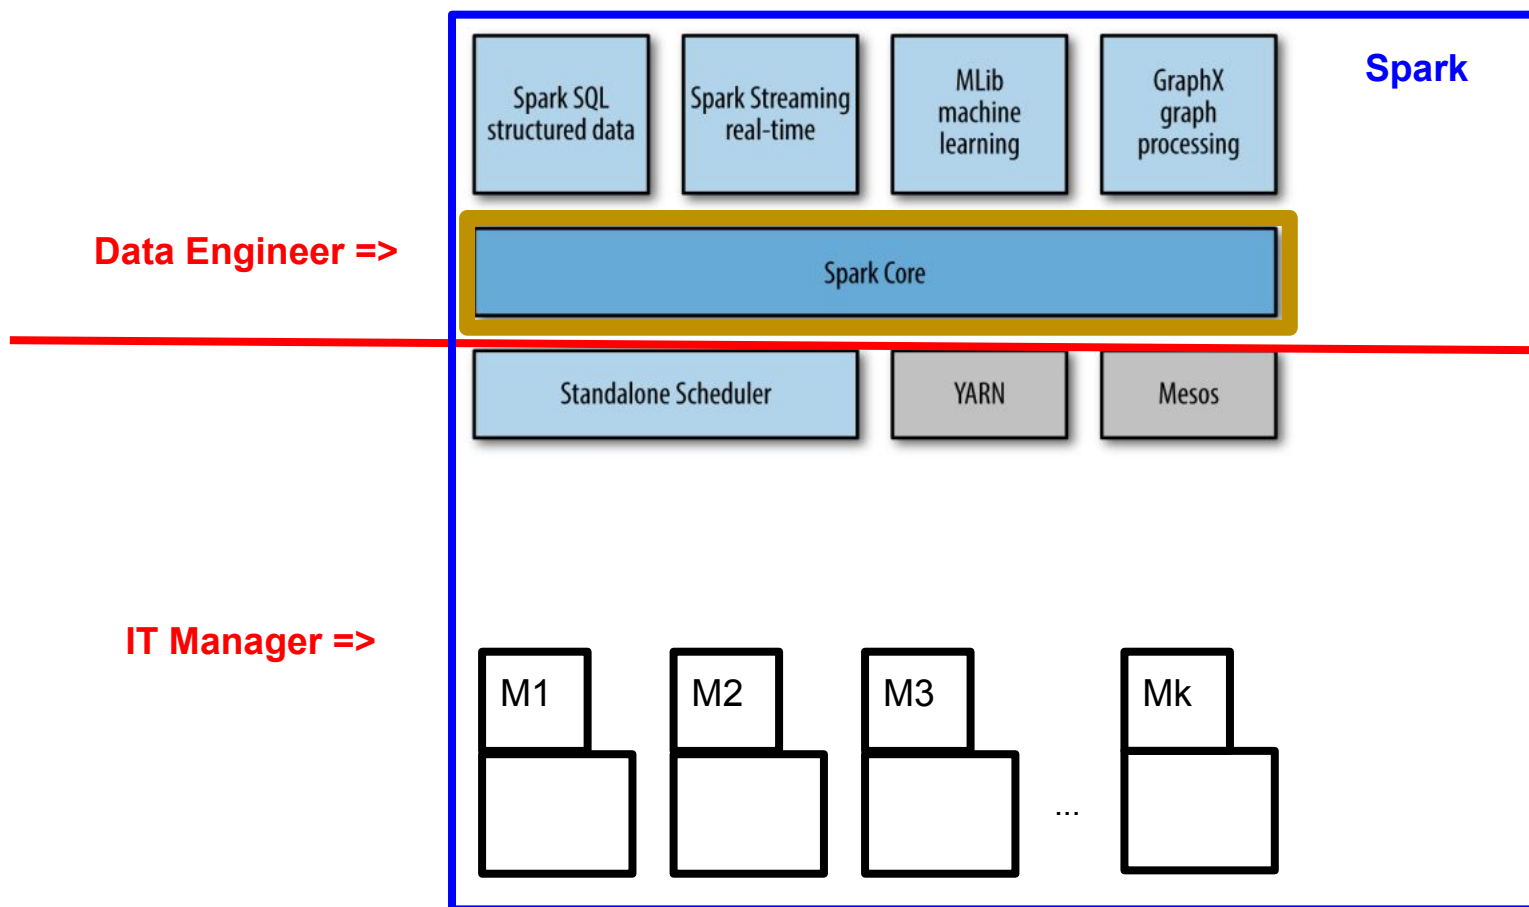 Spark
Spark SQL
structured data
Spark Streaming
real-time
MLib
machine
learning
GraphX
graph
processing
Data Engineer =>
Spark Core
Standalone Scheduler
YARN
Mesos
IT Manager =>
M1
M2
M3
...
Mk